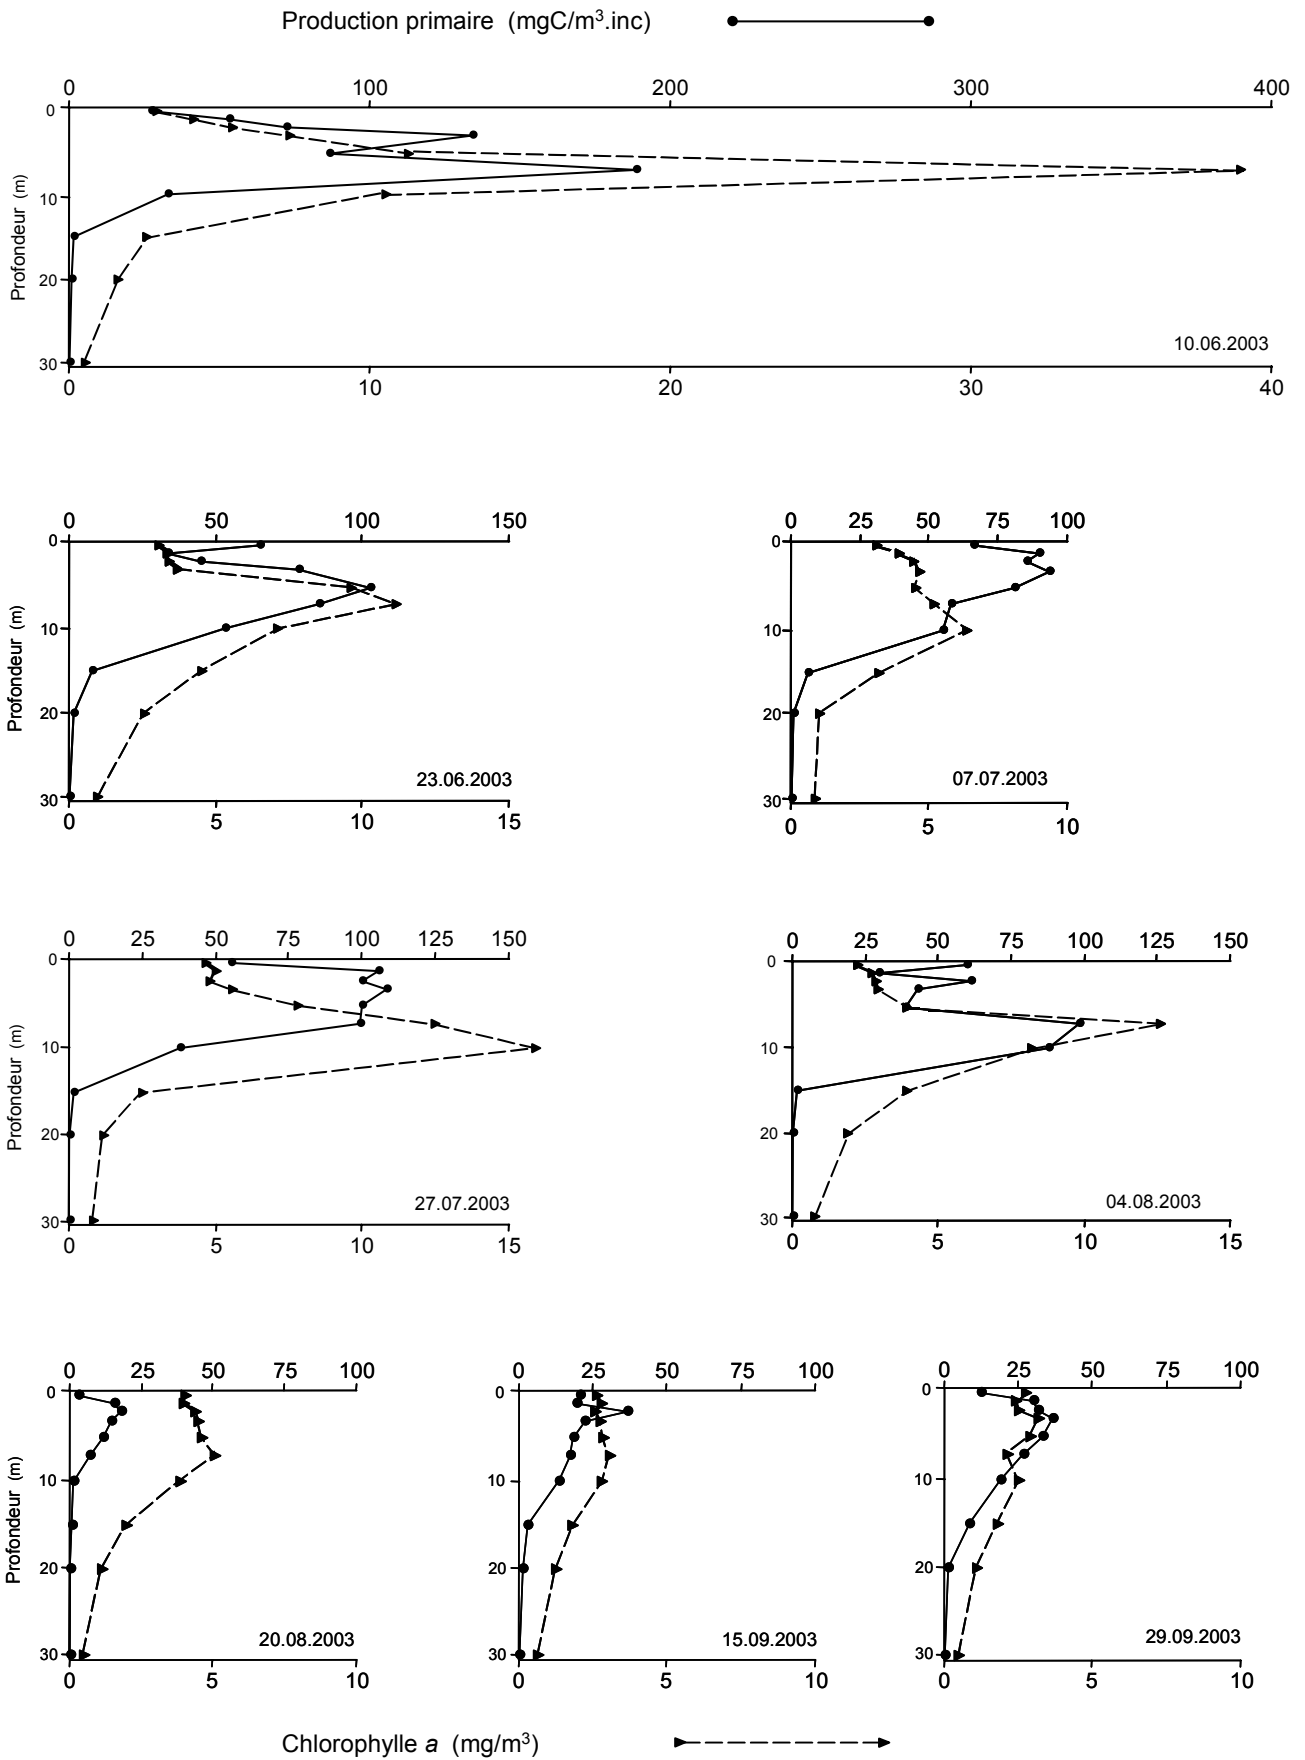 Production primaire (mgC/m³.inc)
0 100 200 300 400
0
10
20
30
Profondeur (m)
10.06.2003
0 10 20 30 40
0 50 100 150
0
10
20
30
Profondeur (m)
23.06.2003
0 5 10 15
0 25 50 75 100
0
10
20
30
07.07.2003
0 5 10
0 25 50 75 100 125 150
0
10
20
30
Profondeur (m)
27.07.2003
0 5 10 15
0 25 50 75 100 125 150
0
10
20
30
04.08.2003
0 5 10 15
0 25 50 75 100
0
10
20
30
Profondeur (m)
20.08.2003
0 5 10
0 25 50 75 100
0
10
20
30
15.09.2003
0 5 10
0 25 50 75 100
0
10
20
30
29.09.2003
0 5 10
Chlorophylle a (mg/m³)